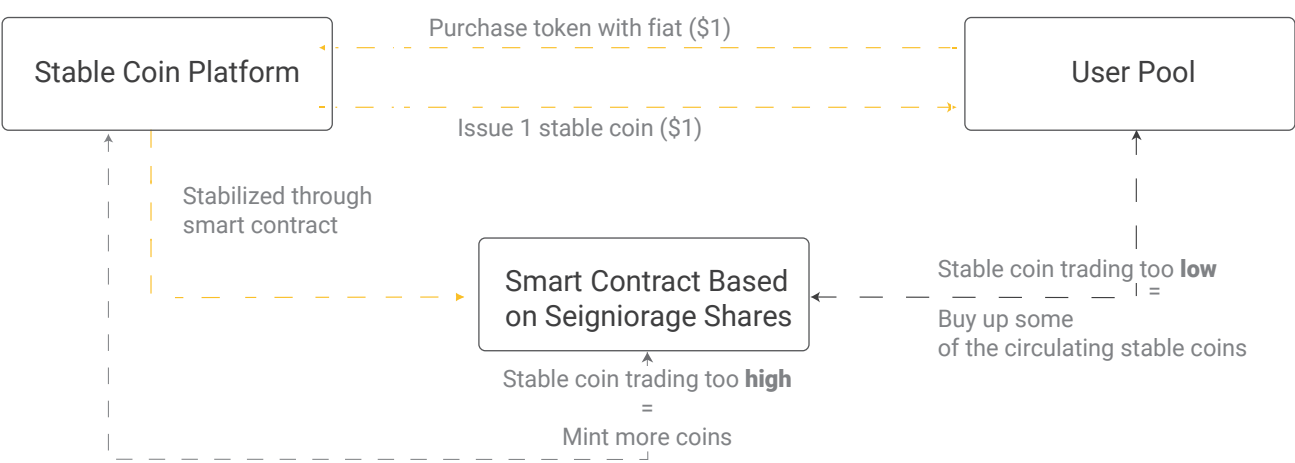 Purchase token with fiat ($1)
Stable Coin Platform
User Pool
Issue 1 stable coin ($1)
Stabilized through
smart contract
Smart Contract Based
on Seigniorage Shares
Stable coin trading too low
=
Buy up some
of the circulating stable coins
Stable coin trading too high
=
Mint more coins